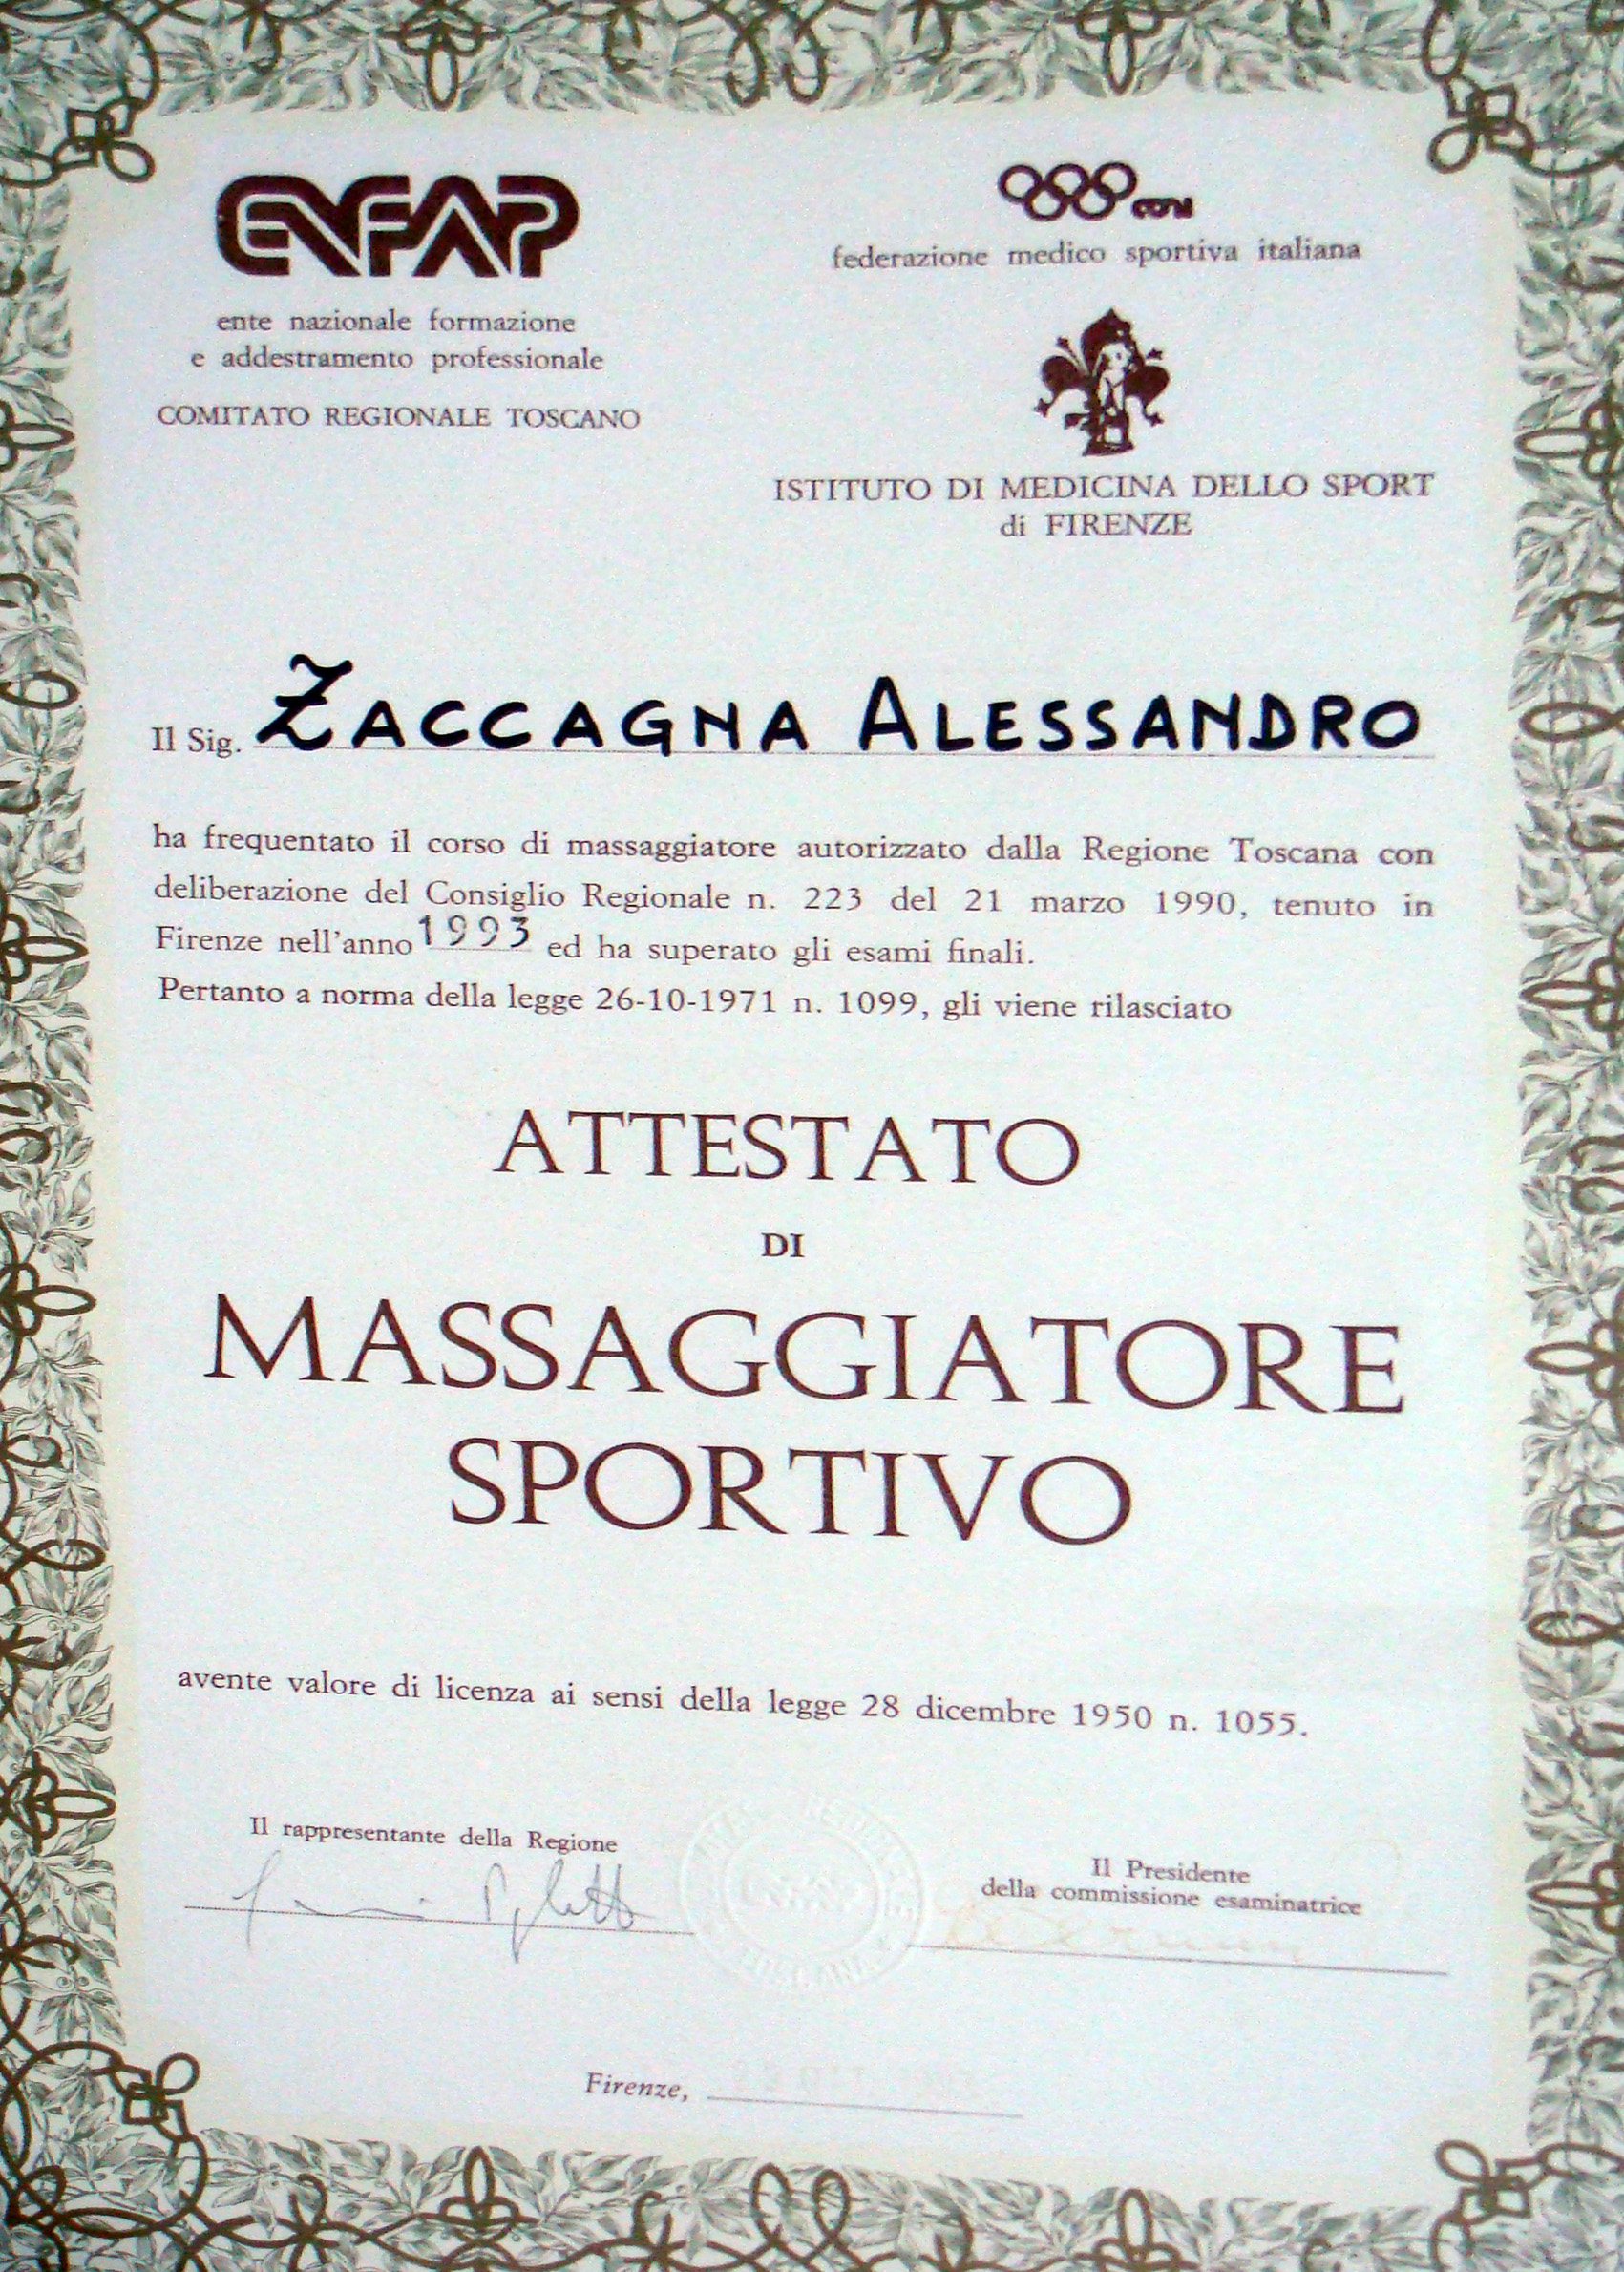 ENFAP
ente nazionale formazione
e addestramento professionale
COMITATO REGIONALE TOSCANO
CONI
federazione medico sportiva italiana
ISTITUTO DI MEDICINA DELLO SPORT
di FIRENZE
Il Sig. ZACCAGNA ALESSANDRO
ha frequentato il corso di massaggiatore autorizzato dalla Regione Toscana con
deliberazione del Consiglio Regionale n. 223 del 21 marzo 1990, tenuto in
Firenze nell'anno 1993 ed ha superato gli esami finali.
Pertanto a norma della legge 26-10-1971 n. 1099, gli viene rilasciato
ATTESTATO
DI
MASSAGGIATORE
SPORTIVO
avente valore di licenza ai sensi della legge 28 dicembre 1950 n. 1055.
Il rappresentante della Regione
Il Presidente
della commissione esaminatrice
Firenze,